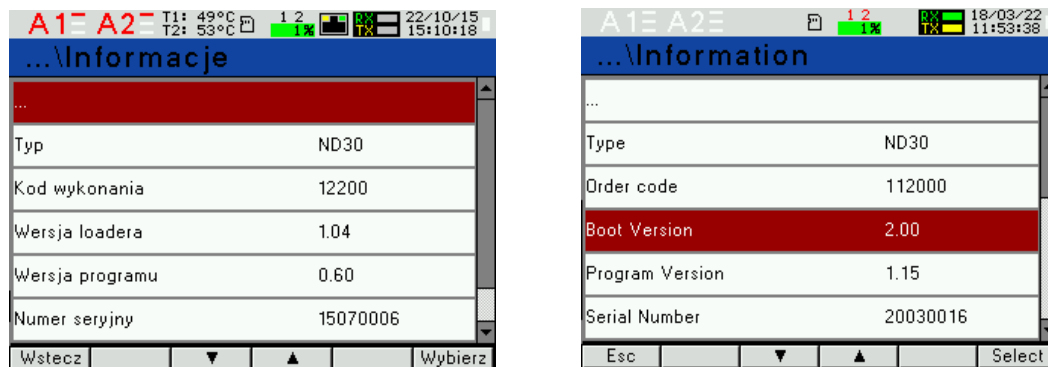 A1 A2 T1: 49°C T2: 53°C 1 2 1% RX TX 22/10/15 15:10:18
...\Informacje
...
Typ ND30
Kod wykonania 12200
Wersja loadera 1.04
Wersja programu 0.60
Numer seryjny 15070006
Wstecz ▼ ▲ Wybierz
A1 A2 1 2 1% RX TX 18/03/22 11:53:38
...\Information
...
Type ND30
Order code 112000
Boot Version 2.00
Program Version 1.15
Serial Number 20030016
Esc ▼ ▲ Select